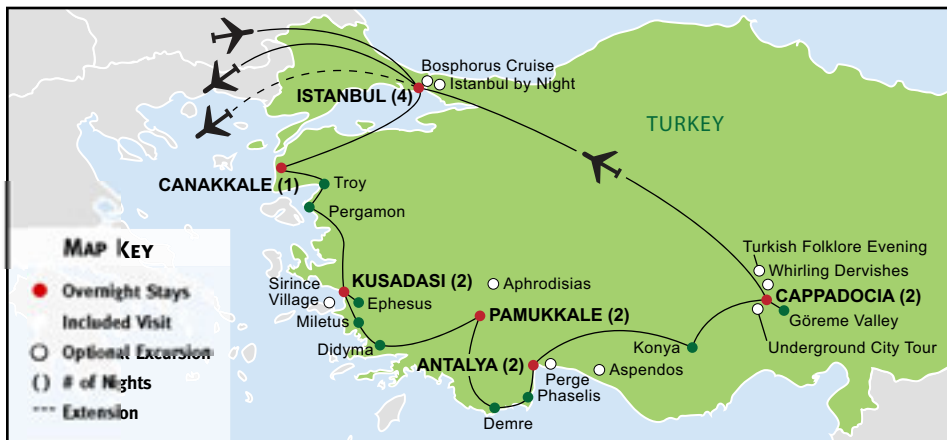 Bosphorus Cruise
Istanbul by Night
ISTANBUL (4)
TURKEY
CANAKKALE (1)
Troy
Pergamon
MAP KEY
Overnight Stays
Included Visit
Optional Excursion
() # of Nights
Extension
Turkish Folklore Evening
Whirling Dervishes
CAPPADOCIA (2)
Göreme Valley
Underground City Tour
KUSADASI (2)
Sirince
Village
Ephesus
Miletus
Didyma
Aphrodisias
PAMUKKALE (2)
ANTALYA (2)
Perge
Phaselis
Aspendos
Konya
Demre